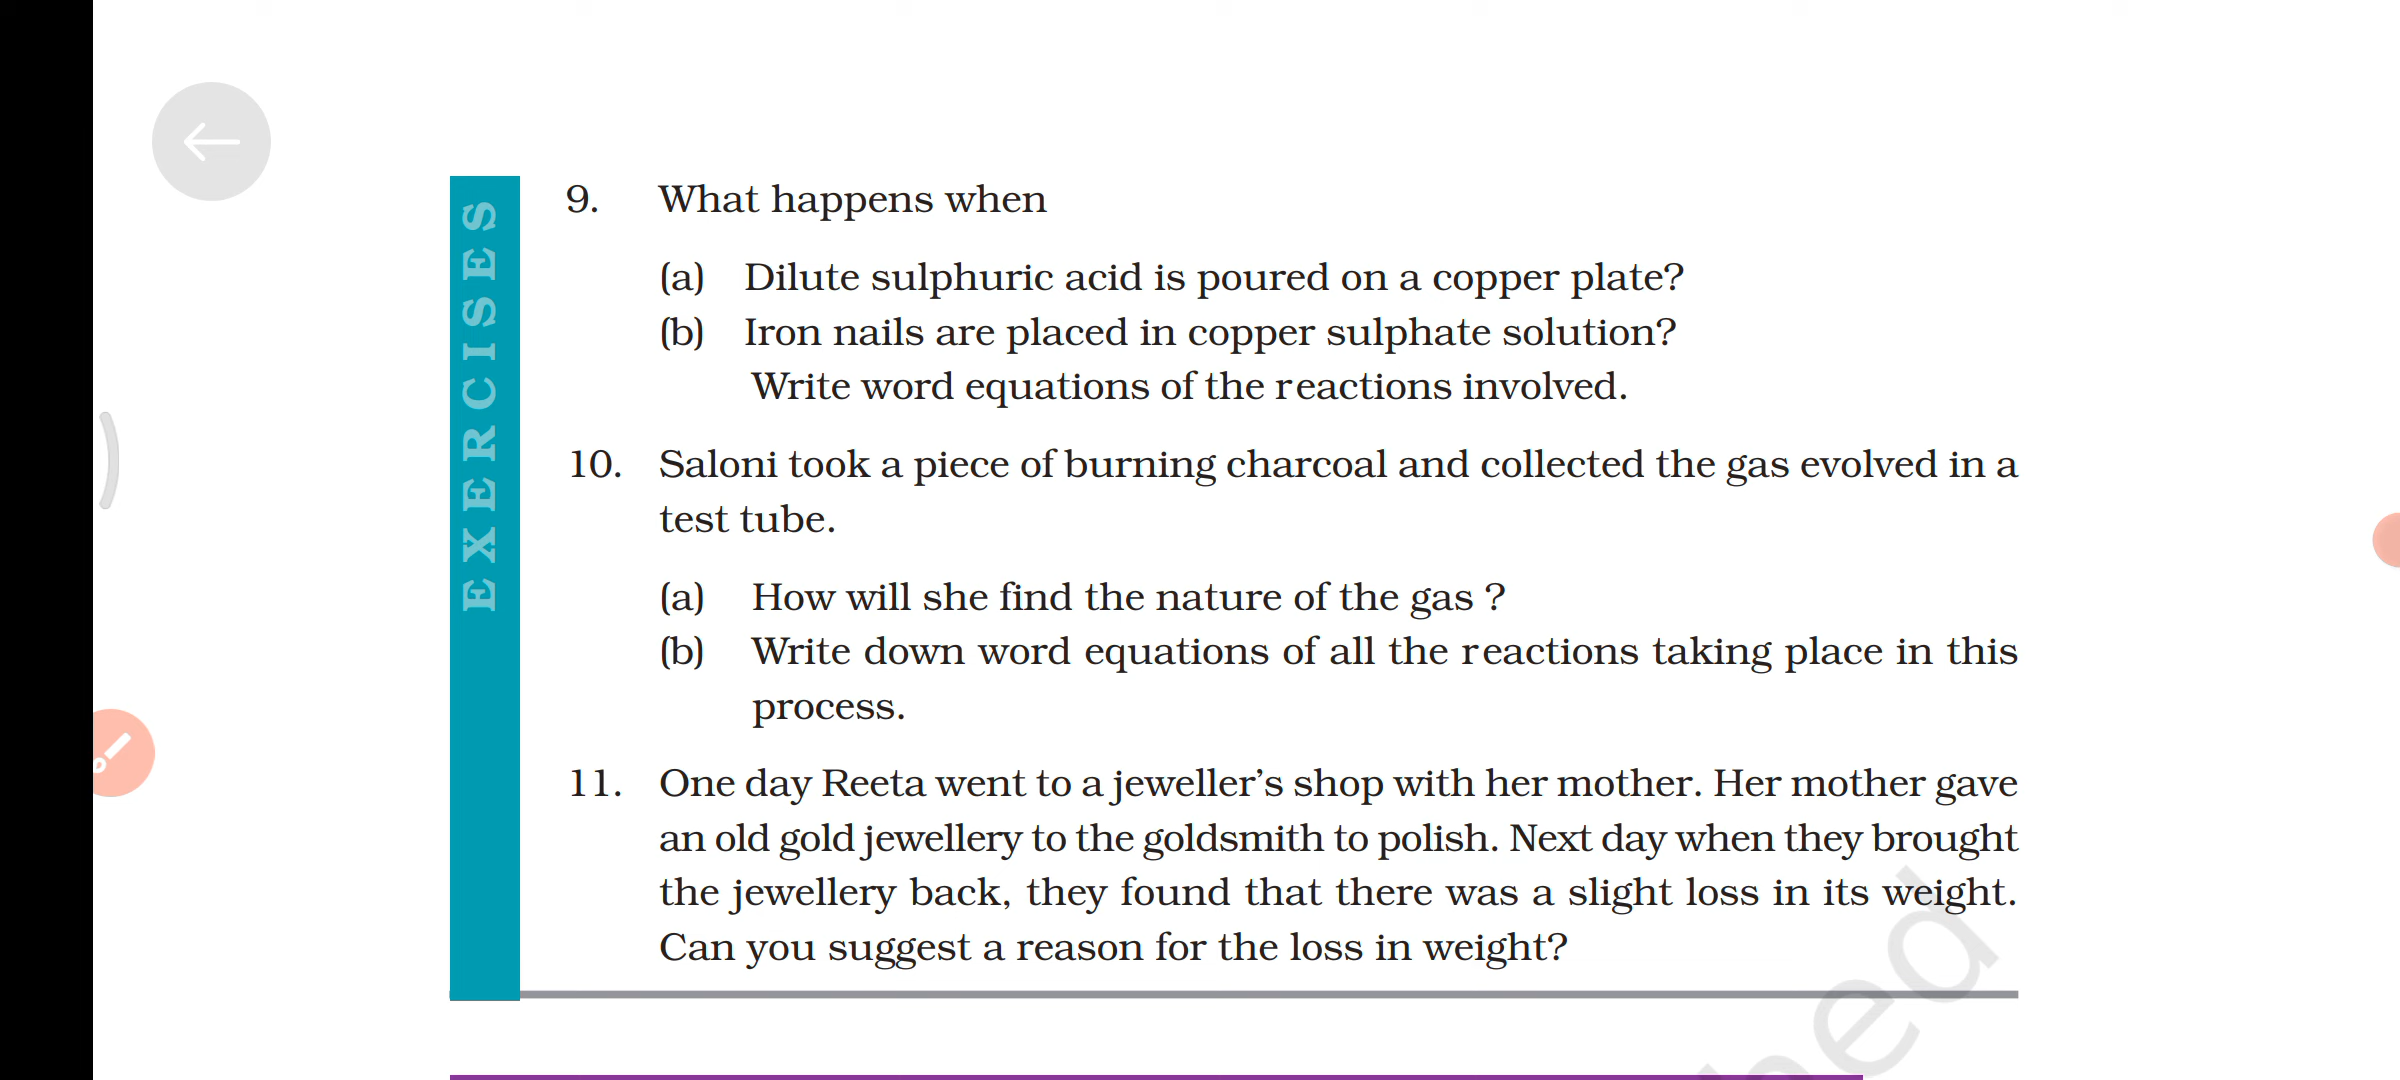 EXERCISES
9. What happens when
(a) Dilute sulphuric acid is poured on a copper plate?
(b) Iron nails are placed in copper sulphate solution?
Write word equations of the reactions involved.
10. Saloni took a piece of burning charcoal and collected the gas evolved in a
test tube.
(a) How will she find the nature of the gas ?
(b) Write down word equations of all the reactions taking place in this
process.
11. One day Reeta went to a jeweller’s shop with her mother. Her mother gave
an old gold jewellery to the goldsmith to polish. Next day when they brought
the jewellery back, they found that there was a slight loss in its weight.
Can you suggest a reason for the loss in weight?
hed